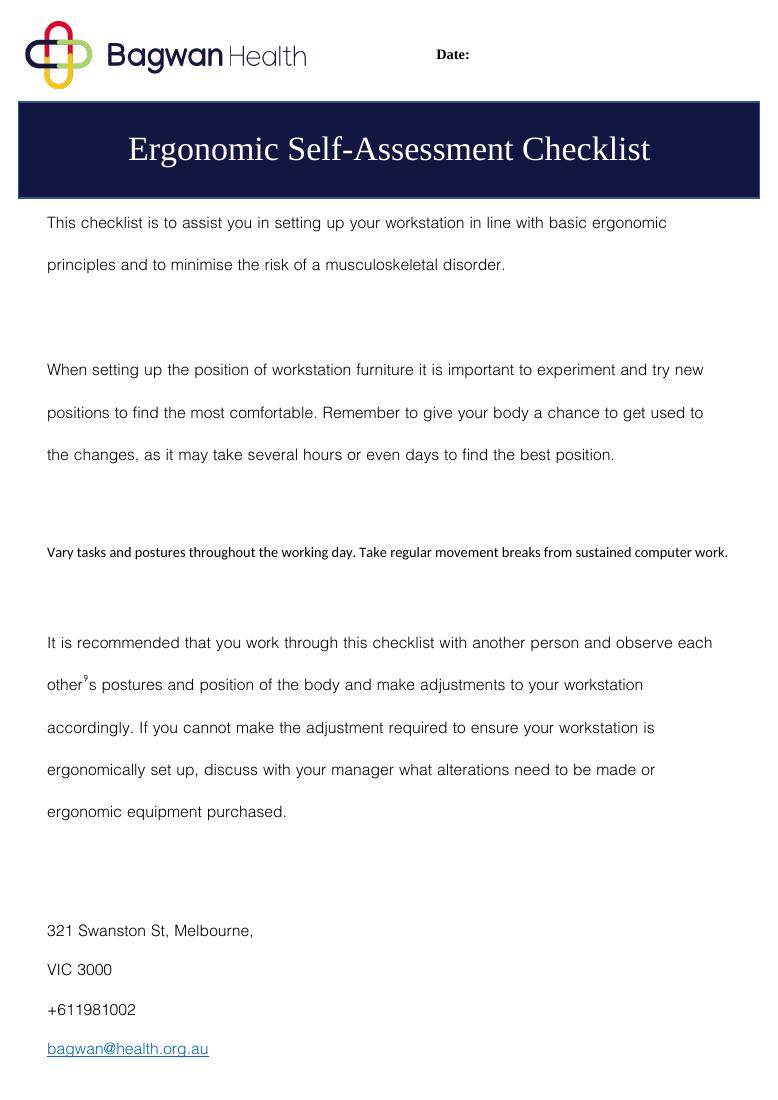 Bagwan Health
Date:
Ergonomic Self-Assessment Checklist
This checklist is to assist you in setting up your workstation in line with basic ergonomic
principles and to minimise the risk of a musculoskeletal disorder.
When setting up the position of workstation furniture it is important to experiment and try new
positions to find the most comfortable. Remember to give your body a chance to get used to
the changes, as it may take several hours or even days to find the best position.
Vary tasks and postures throughout the working day. Take regular movement breaks from sustained computer work.
It is recommended that you work through this checklist with another person and observe each
other⁹s postures and position of the body and make adjustments to your workstation
accordingly. If you cannot make the adjustment required to ensure your workstation is
ergonomically set up, discuss with your manager what alterations need to be made or
ergonomic equipment purchased.
321 Swanston St, Melbourne,
VIC 3000
+611981002
bagwan@health.org.au